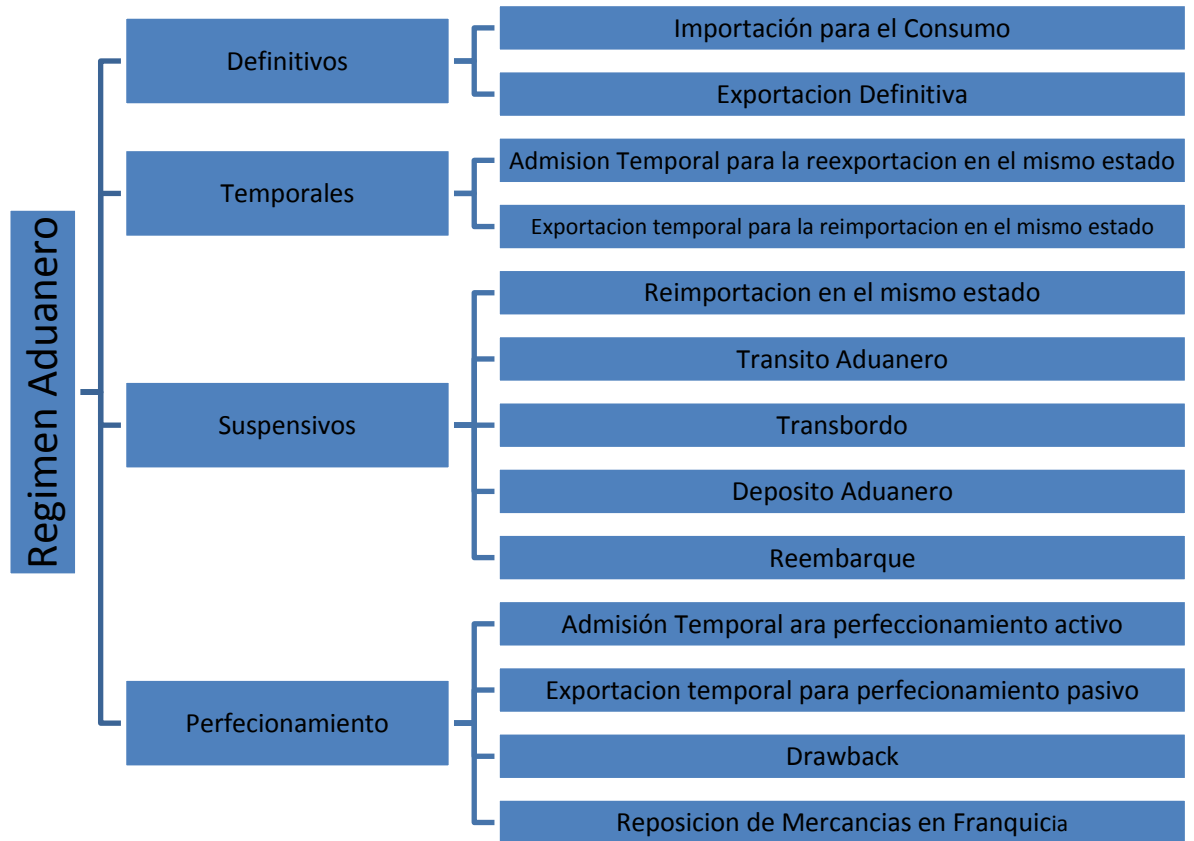 Regimen Aduanero
Definitivos
Importación para el Consumo
Exportacion Definitiva
Temporales
Admision Temporal para la reexportacion en el mismo estado
Exportacion temporal para la reimportacion en el mismo estado
Suspensivos
Reimportacion en el mismo estado
Transito Aduanero
Transbordo
Deposito Aduanero
Reembarque
Perfecionamiento
Admisión Temporal ara perfeccionamiento activo
Exportacion temporal para perfecionamiento pasivo
Drawback
Reposicion de Mercancias en Franquicia